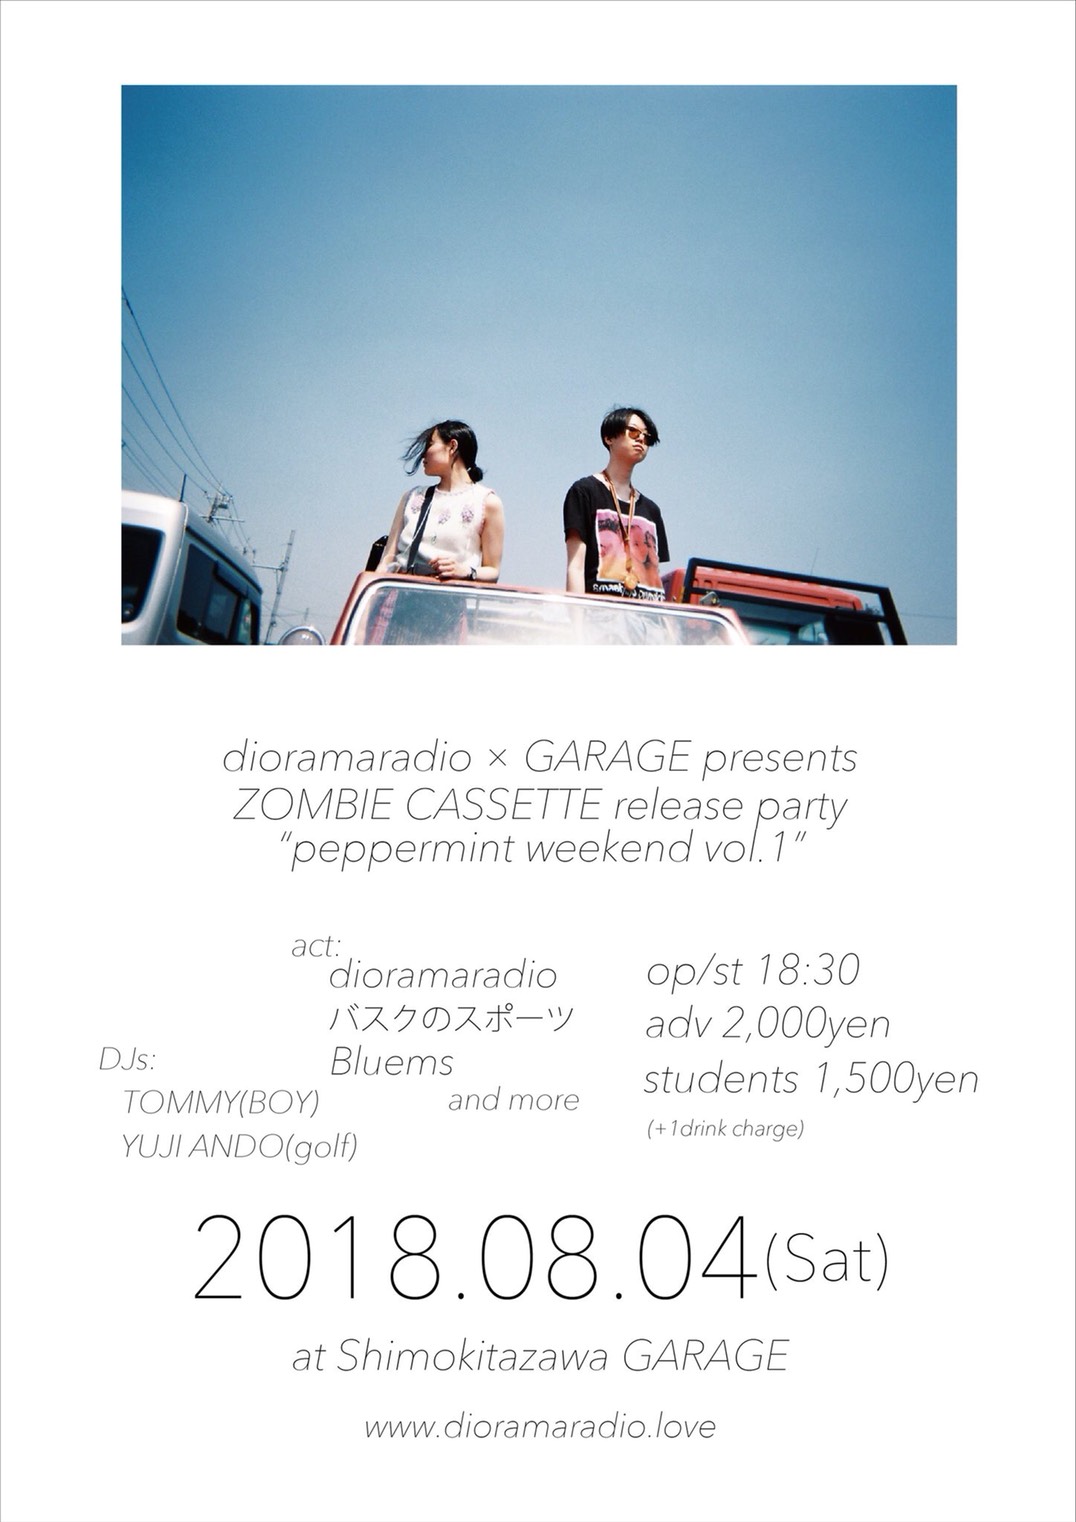 dioramaradio × GARAGE presents
ZOMBIE CASSETTE release party
“peppermint weekend vol.1”
act:
dioramaradio
バスクのスポーツ
Bluems
and more
DJs:
TOMMY(BOY)
YUJI ANDO(golf)
op/st 18:30
adv 2,000yen
students 1,500yen
(+1drink charge)
2018.08.04(Sat)
at Shimokitazawa GARAGE
www.dioramaradio.love